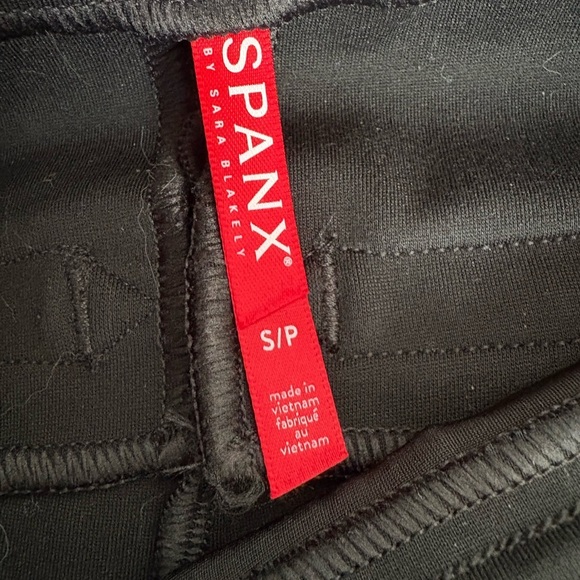 SPANX®
BY SARA BLAKELY
S/P
made in
vietnam
fabriqué
au
vietnam